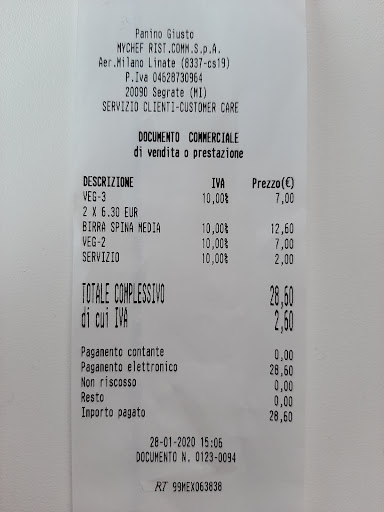 Panino Giusto
MYCHEF RIST.COMM.S.p.A.
Aer.Milano Linate (8337-cs19)
P.Iva 04628730964
20090 Segrate (MI)
SERVIZIO CLIENTI-CUSTOMER CARE
DOCUMENTO COMMERCIALE
di vendita o prestazione
DESCRIZIONE IVA Prezzo(€)
VEG-3 10,00% 7,00
2 X 6.30 EUR
BIRRA SPINA MEDIA 10,00% 12,60
VEG-2 10,00% 7,00
SERVIZIO 10,00% 2,00
TOTALE COMPLESSIVO 28,60
di cui IVA 2,60
Pagamento contante 0,00
Pagamento elettronico 28,60
Non riscosso 0,00
Resto 0,00
Importo pagato 28,60
28-01-2020 15:06
DOCUMENTO N. 0123-0094
RT 99MEX063838